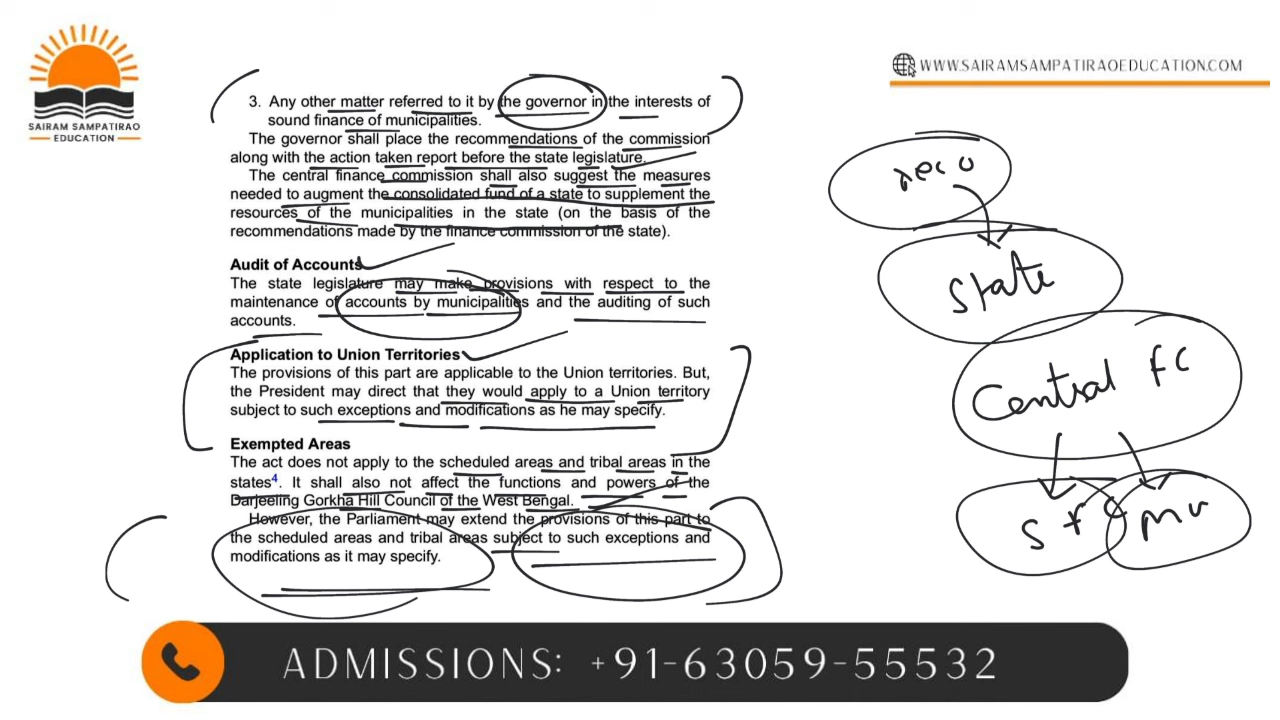 WWW.SAIRAMSAMPATIRAOEDUCATION.COM
SAIRAM SAMPATIRAO
EDUCATION
3. Any other matter referred to it by the governor in the interests of
sound finance of municipalities.
The governor shall place the recommendations of the commission
along with the action taken report before the state legislature.
The central finance commission shall also suggest the measures
needed to augment the consolidated fund of a state to supplement the
resources of the municipalities in the state (on the basis of the
recommendations made by the finance commission of the state).
Audit of Accounts
The state legislature may make provisions with respect to the
maintenance of accounts by municipalities and the auditing of such
accounts.
Application to Union Territories
The provisions of this part are applicable to the Union territories. But,
the President may direct that they would apply to a Union territory
subject to such exceptions and modifications as he may specify.
Exempted Areas
The act does not apply to the scheduled areas and tribal areas in the
states4. It shall also not affect the functions and powers of the
Darjeeling Gorkha Hill Council of the West Bengal.
However, the Parliament may extend the provisions of this part to
the scheduled areas and tribal areas subject to such exceptions and
modifications as it may specify.
reco
State
Central FC
SFC
mu
ADMISSIONS: +91-63059-55532